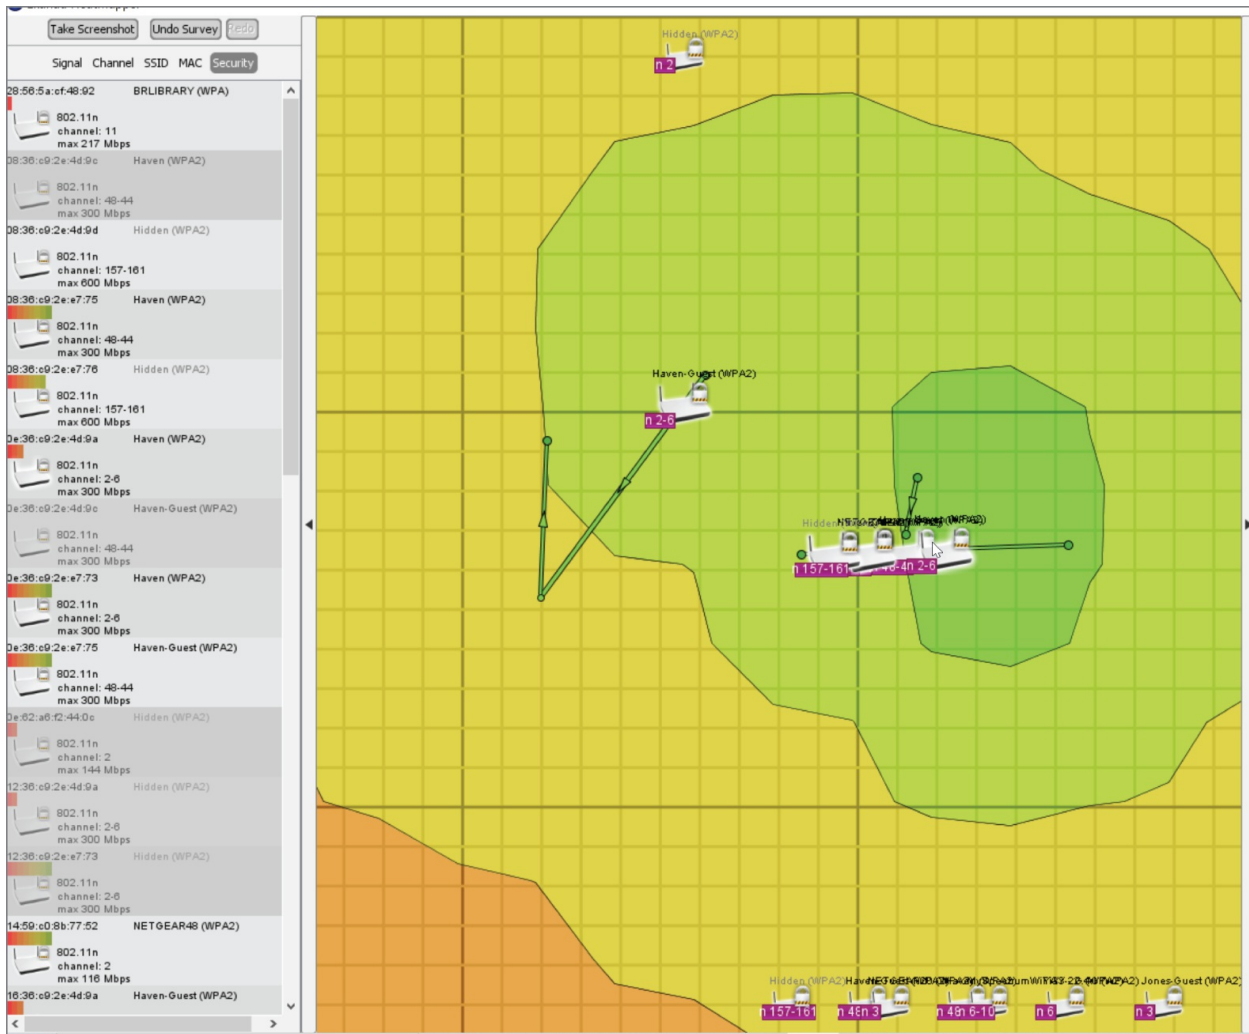 Take Screenshot Undo Survey Redo
Signal Channel SSID MAC Security
28:56:5a:cf:48:92 BRLIBRARY (WPA)
802.11n
channel: 11
max 217 Mbps
08:36:c9:2e:4d:9c Haven (WPA2)
802.11n
channel: 48-44
max 300 Mbps
08:36:c9:2e:4d:9d Hidden (WPA2)
802.11n
channel: 157-161
max 600 Mbps
08:36:c9:2e:e7:75 Haven (WPA2)
802.11n
channel: 48-44
max 300 Mbps
08:36:c9:2e:e7:76 Hidden (WPA2)
802.11n
channel: 157-161
max 600 Mbps
0e:36:c9:2e:4d:9a Haven (WPA2)
802.11n
channel: 2-6
max 300 Mbps
0e:36:c9:2e:4d:9c Haven-Guest (WPA2)
802.11n
channel: 48-44
max 300 Mbps
0e:36:c9:2e:e7:73 Haven (WPA2)
802.11n
channel: 2-6
max 300 Mbps
0e:36:c9:2e:e7:75 Haven-Guest (WPA2)
802.11n
channel: 48-44
max 300 Mbps
0e:62:a6:f2:44:0c Hidden (WPA2)
802.11n
channel: 2
max 144 Mbps
12:36:c9:2e:4d:9a Hidden (WPA2)
802.11n
channel: 2-6
max 300 Mbps
12:36:c9:2e:e7:73 Hidden (WPA2)
802.11n
channel: 2-6
max 300 Mbps
14:59:c0:8b:77:52 NETGEAR48 (WPA2)
802.11n
channel: 2
max 116 Mbps
16:36:c9:2e:4d:9a Haven-Guest (WPA2)
Hidden (WPA2)
n 2
Haven-Guest (WPA2)
n 2-6
Hidden
n 157-161 n 2-6
Hidden (WPA2) Jones-Guest (WPA2)
n 157-161 n 48 n 3 n 48 n 6-10 n 6 n 3